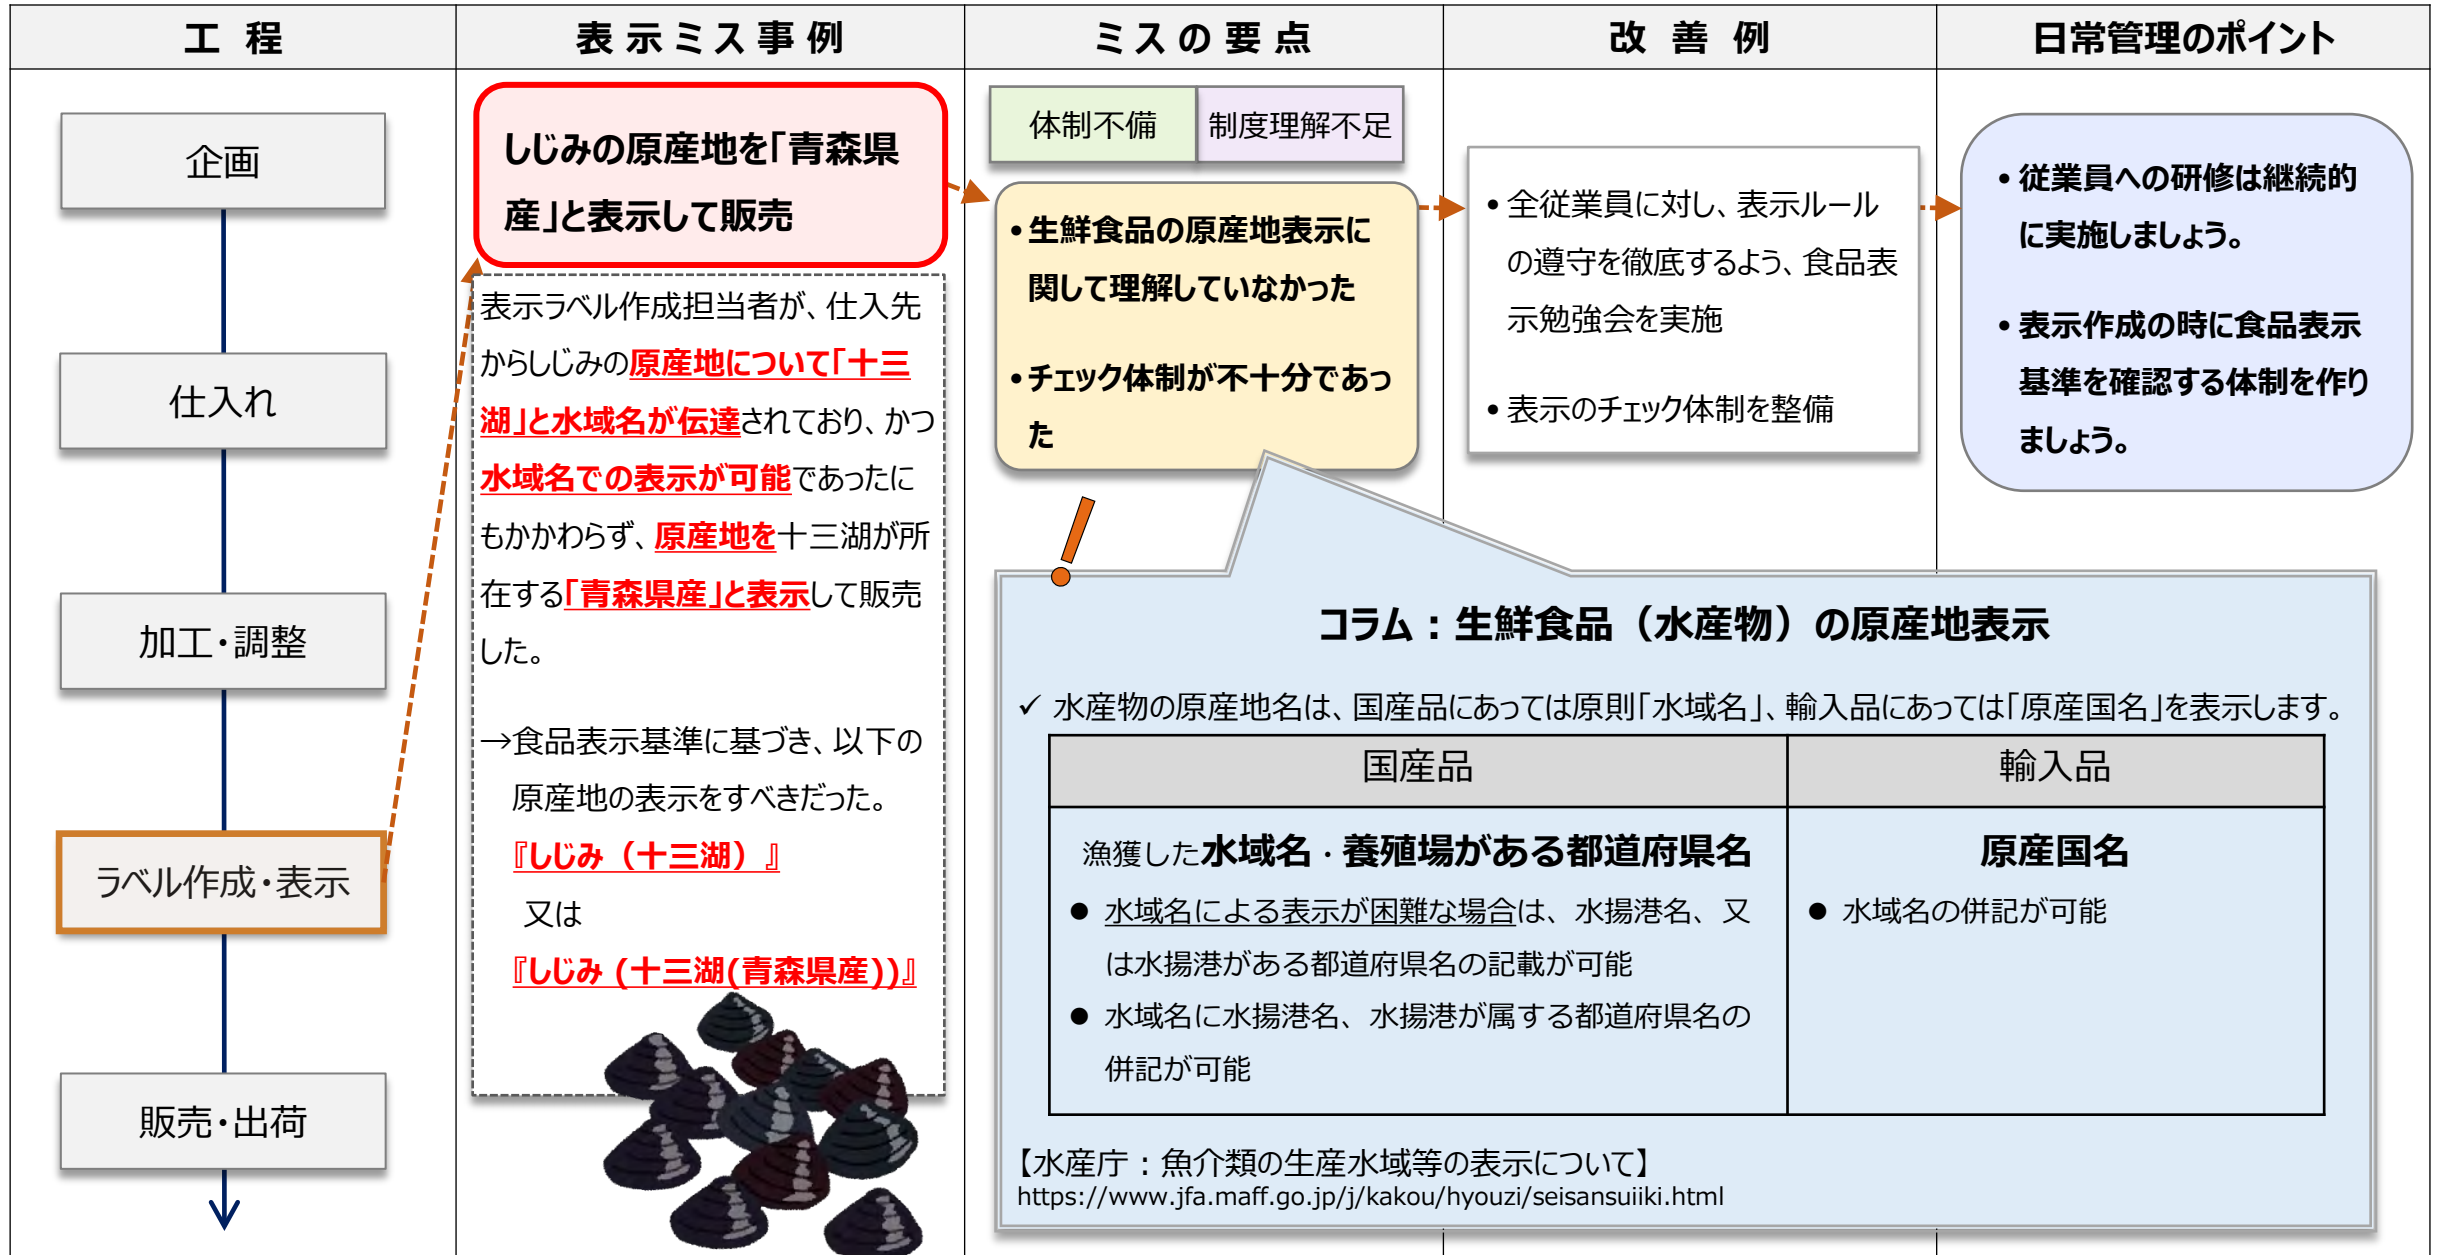 工 程
表 示 ミ ス 事 例
ミ ス の 要 点
改 善 例
日常管理のポイント
企画
仕入れ
加工・調整
ラベル作成・表示
販売・出荷
しじみの原産地を「青森県
産」と表示して販売
表示ラベル作成担当者が、仕入先
からしじみの原産地について「十三
湖」と水域名が伝達されており、かつ
水域名での表示が可能であったに
もかかわらず、原産地を十三湖が所
在する「青森県産」と表示して販売
した。
→食品表示基準に基づき、以下の
原産地の表示をすべきだった。
『しじみ（十三湖）』
又は
『しじみ (十三湖(青森県産))』
体制不備
制度理解不足
• 生鮮食品の原産地表示に
関して理解していなかった
• チェック体制が不十分であっ
た
• 全従業員に対し、表示ルール
の遵守を徹底するよう、食品表
示勉強会を実施
• 表示のチェック体制を整備
• 従業員への研修は継続的
に実施しましょう。
• 表示作成の時に食品表示
基準を確認する体制を作り
ましょう。
コラム：生鮮食品（水産物）の原産地表示
✓ 水産物の原産地名は、国産品にあっては原則「水域名」、輸入品にあっては「原産国名」を表示します。
国産品
輸入品
漁獲した水域名・養殖場がある都道府県名
● 水域名による表示が困難な場合は、水揚港名、又
は水揚港がある都道府県名の記載が可能
● 水域名に水揚港名、水揚港が属する都道府県名の
併記が可能
原産国名
● 水域名の併記が可能
【水産庁：魚介類の生産水域等の表示について】
https://www.jfa.maff.go.jp/j/kakou/hyouzi/seisansuiiki.html